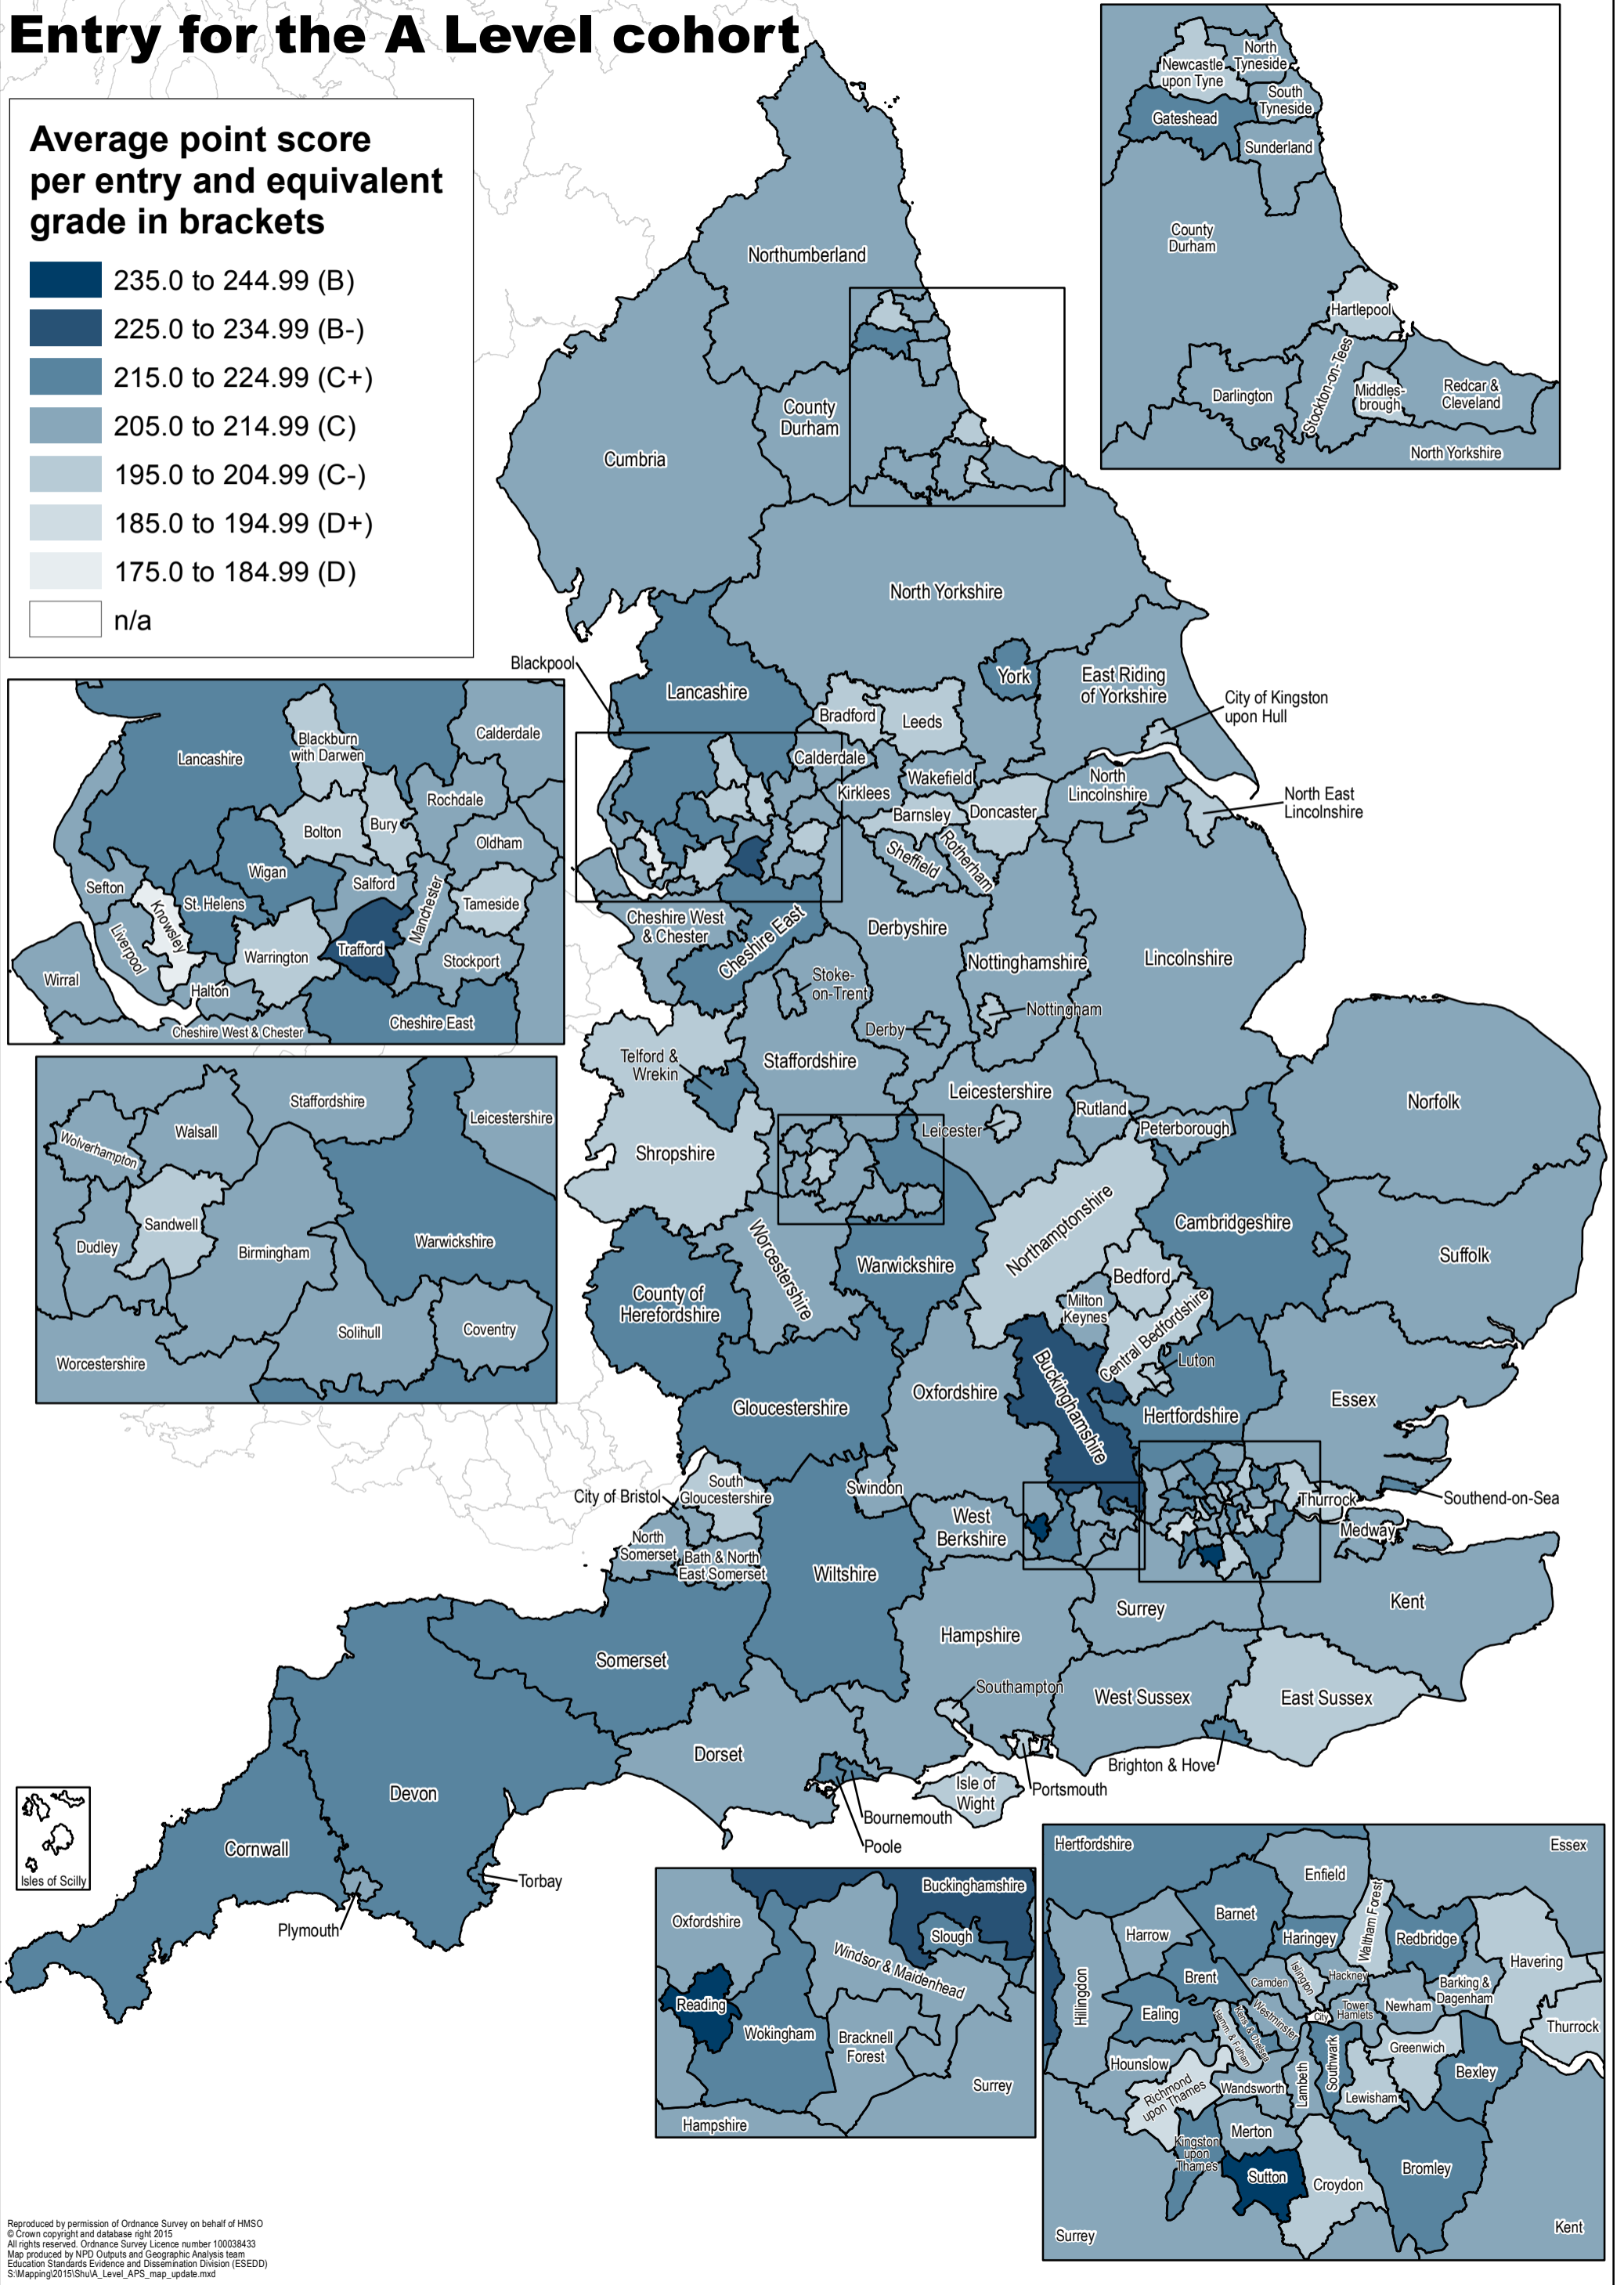 Entry for the A Level cohort
Average point score
per entry and equivalent
grade in brackets
235.0 to 244.99 (B)
225.0 to 234.99 (B-)
215.0 to 224.99 (C+)
205.0 to 214.99 (C)
195.0 to 204.99 (C-)
185.0 to 194.99 (D+)
175.0 to 184.99 (D)
n/a
Newcastle
upon Tyne
North
Tyneside
South
Tyneside
Gateshead
Sunderland
County
Durham
Hartlepool
Darlington
Stockton-on-Tees
Middles-
brough
Redcar &
Cleveland
North Yorkshire
Northumberland
County
Durham
Cumbria
North Yorkshire
Blackpool
Lancashire
York
East Riding
of Yorkshire
City of Kingston
upon Hull
Bradford
Leeds
Calderdale
Wakefield
Kirklees
North
Lincolnshire
North East
Lincolnshire
Barnsley
Doncaster
Sheffield
Rotherham
Cheshire West
& Chester
Cheshire East
Derbyshire
Nottinghamshire
Lincolnshire
Stoke-
on-Trent
Nottingham
Derby
Telford &
Wrekin
Staffordshire
Leicestershire
Rutland
Leicester
Peterborough
Norfolk
Shropshire
Northamptonshire
Cambridgeshire
Suffolk
Worcestershire
Warwickshire
County of
Herefordshire
Bedford
Milton
Keynes
Central Bedfordshire
Luton
Buckinghamshire
Oxfordshire
Gloucestershire
Hertfordshire
Essex
South
Gloucestershire
City of Bristol
Swindon
North
Somerset
Bath & North
East Somerset
West
Berkshire
Thurrock
Southend-on-Sea
Medway
Wiltshire
Surrey
Kent
Hampshire
Somerset
Southampton
West Sussex
East Sussex
Dorset
Brighton & Hove
Portsmouth
Isle of
Wight
Bournemouth
Poole
Devon
Cornwall
Torbay
Plymouth
Isles of Scilly
Lancashire
Blackburn
with Darwen
Calderdale
Rochdale
Bolton
Bury
Oldham
Wigan
Salford
Sefton
St. Helens
Knowsley
Liverpool
Manchester
Tameside
Trafford
Warrington
Stockport
Wirral
Halton
Cheshire West & Chester
Cheshire East
Staffordshire
Leicestershire
Wolverhampton
Walsall
Sandwell
Dudley
Birmingham
Warwickshire
Solihull
Coventry
Worcestershire
Buckinghamshire
Oxfordshire
Slough
Windsor & Maidenhead
Reading
Wokingham
Bracknell
Forest
Surrey
Hampshire
Hertfordshire
Essex
Enfield
Barnet
Harrow
Haringey
Waltham Forest
Redbridge
Havering
Hillingdon
Brent
Camden
Islington
Hackney
Barking &
Dagenham
Ealing
Hamm. & Fulham
Kens. & Chelsea
Westminster
City
Tower
Hamlets
Newham
Thurrock
Hounslow
Richmond
upon Thames
Wandsworth
Lambeth
Southwark
Greenwich
Lewisham
Bexley
Merton
Kingston
upon
Thames
Sutton
Croydon
Bromley
Surrey
Kent
Reproduced by permission of Ordnance Survey on behalf of HMSO
© Crown copyright and database right 2015
All rights reserved. Ordnance Survey Licence number 100038433
Map produced by NPD Outputs and Geographic Analysis team
Education Standards Evidence and Dissemination Division (ESEDD)
S:\Mapping\2015\Shu\A_Level_APS_map_update.mxd